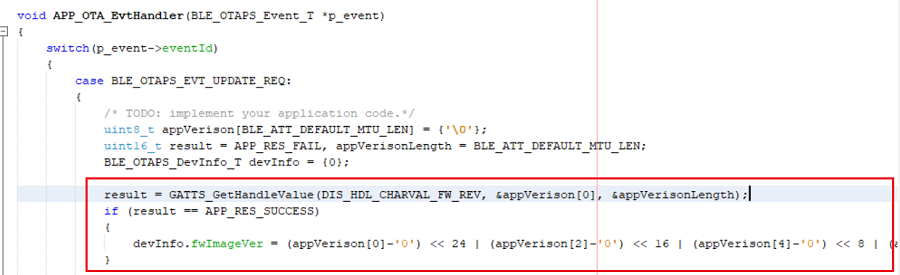 void APP_OTA_EvtHandler(BLE_OTAPS_Event_T *p_event)
{
switch(p_event->eventId)
{
case BLE_OTAPS_EVT_UPDATE_REQ:
{
/* TODO: implement your application code.*/
uint8_t appVerison[BLE_ATT_DEFAULT_MTU_LEN] = {'\0'};
uint16_t result = APP_RES_FAIL, appVerisonLength = BLE_ATT_DEFAULT_MTU_LEN;
BLE_OTAPS_DevInfo_T devInfo = {0};
result = GATTS_GetHandleValue(DIS_HDL_CHARVAL_FW_REV, &appVerison[0], &appVerisonLength);
if (result == APP_RES_SUCCESS)
{
devInfo.fwImageVer = (appVerison[0]-'0') << 24 | (appVerison[2]-'0') << 16 | (appVerison[4]-'0') << 8 | (
}